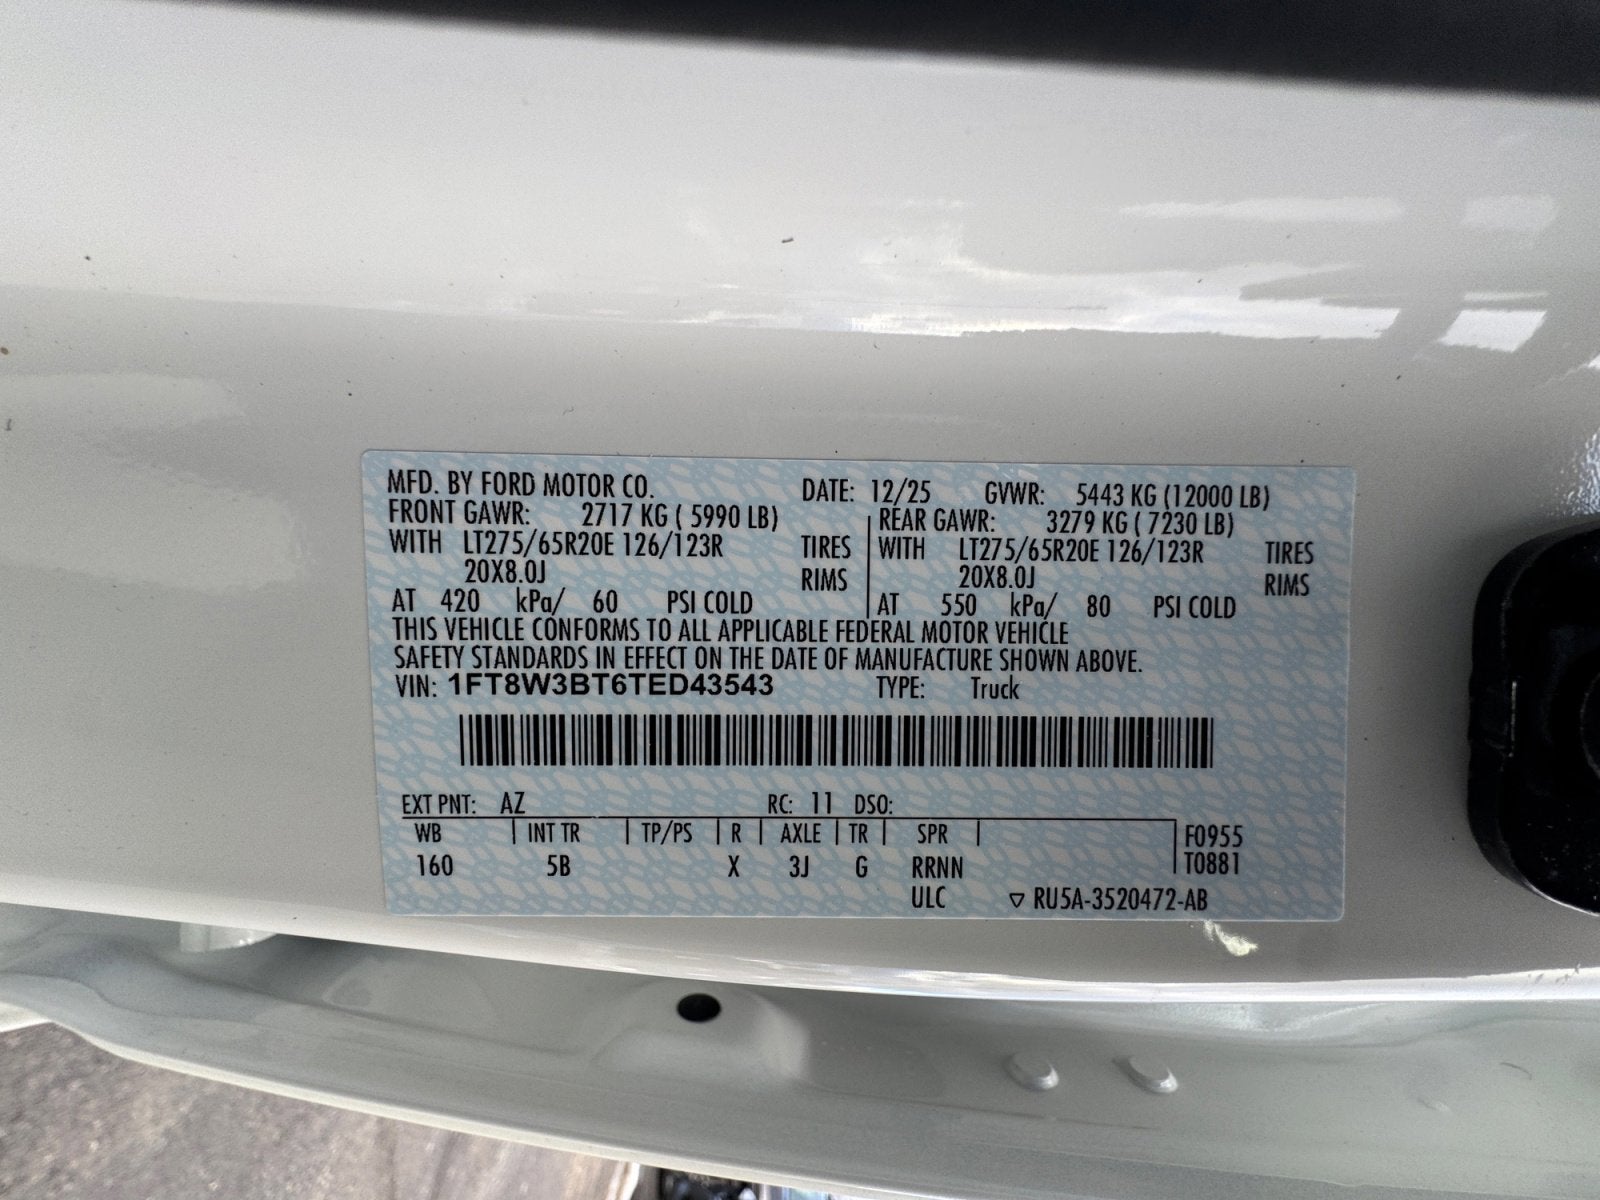 MFD. BY FORD MOTOR CO. DATE: 12/25 GVWR: 5443 KG (12000 LB)
FRONT GAWR: 2717 KG ( 5990 LB) REAR GAWR: 3279 KG ( 7230 LB)
WITH LT275/65R20E 126/123R TIRES WITH LT275/65R20E 126/123R TIRES
20X8.0J RIMS 20X8.0J RIMS
AT 420 kPa/ 60 PSI COLD AT 550 kPa/ 80 PSI COLD
THIS VEHICLE CONFORMS TO ALL APPLICABLE FEDERAL MOTOR VEHICLE
SAFETY STANDARDS IN EFFECT ON THE DATE OF MANUFACTURE SHOWN ABOVE.
VIN: 1FT8W3BT6TED43543 TYPE: Truck
EXT PNT: AZ RC: 11 DSO:
WB INT TR TP/PS R AXLE TR SPR F0955
160 5B X 3J G RRNN T0881
ULC ▽ RU5A-3520472-AB